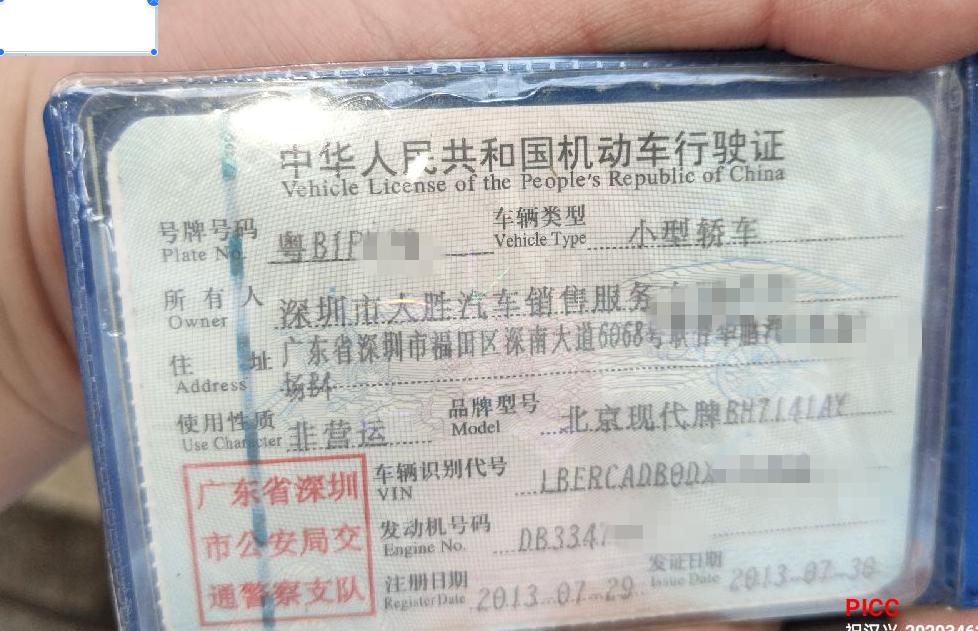 中华人民共和国机动车行驶证
Vehicle License of the People's Republic of China
号牌号码 粤B1P 车辆类型 小型轿车
Plate No. Vehicle Type
所有人 深圳市大胜汽车销售服务
Owner
住址 广东省深圳市福田区深南大道6068号
Address 场B4
使用性质 非营运 品牌型号 北京现代牌BH7141AY
Use Character Model
车辆识别代号 LBERCADB0DX
VIN
发动机号码 DB3347
Engine No.
注册日期 2013-07-29 发证日期 2013-07-30
Register Date Issue Date
广东省深圳
市公安局交
通警察支队
PICC